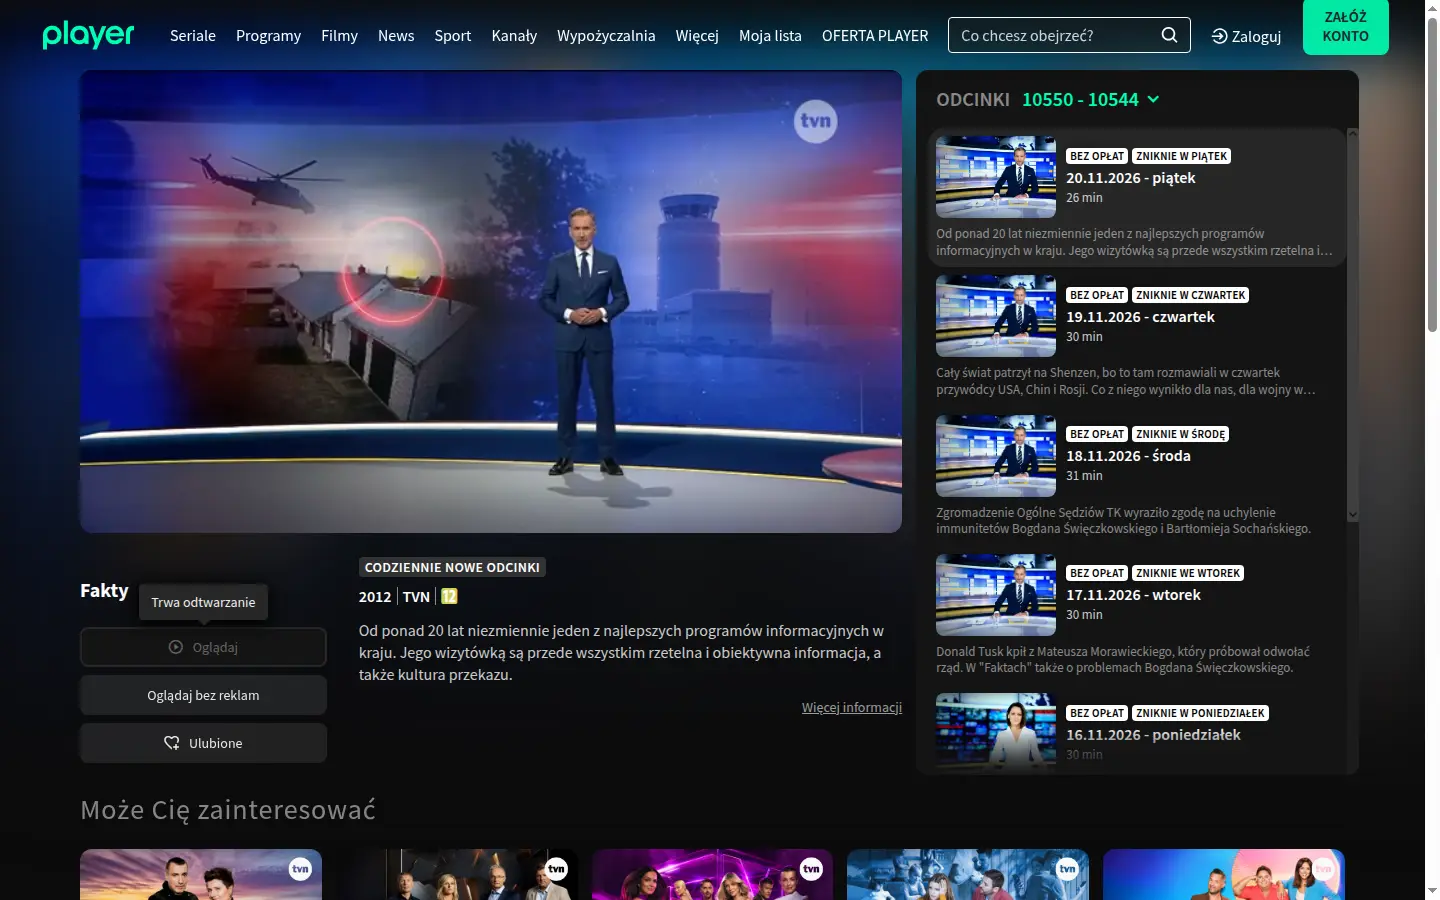 player
Seriale
Programy
Filmy
News
Sport
Kanały
Wypożyczalnia
Więcej
Moja lista
OFERTA PLAYER
Co chcesz obejrzeć?
Zaloguj
ZAŁÓŻ
KONTO
tvn
Fakty
Trwa odtwarzanie
Oglądaj
Oglądaj bez reklam
Ulubione
CODZIENNIE NOWE ODCINKI
2012 | TVN | 12
Od ponad 20 lat niezmiennie jeden z najlepszych programów informacyjnych w
kraju. Jego wizytówką są przede wszystkim rzetelna i obiektywna informacja, a
także kultura przekazu.
Więcej informacji
ODCINKI 10550 - 10544
BEZ OPŁAT ZNIKNIE W PIĄTEK
20.11.2026 - piątek
26 min
Od ponad 20 lat niezmiennie jeden z najlepszych programów
informacyjnych w kraju. Jego wizytówką są przede wszystkim rzetelna i…
BEZ OPŁAT ZNIKNIE W CZWARTEK
19.11.2026 - czwartek
30 min
Cały świat patrzył na Shenzen, bo to tam rozmawiali w czwartek
przywódcy USA, Chin i Rosji. Co z niego wynikło dla nas, dla wojny w…
BEZ OPŁAT ZNIKNIE W ŚRODĘ
18.11.2026 - środa
31 min
Zgromadzenie Ogólne Sędziów TK wyraziło zgodę na uchylenie
immunitetów Bogdana Święczkowskiego i Bartłomieja Sochańskiego.
BEZ OPŁAT ZNIKNIE WE WTOREK
17.11.2026 - wtorek
30 min
Donald Tusk kpił z Mateusza Morawieckiego, który próbował odwołać
rząd. W "Faktach" także o problemach Bogdana Święczkowskiego.
BEZ OPŁAT ZNIKNIE W PONIEDZIAŁEK
16.11.2026 - poniedziałek
30 min
Może Cię zainteresować
tvn
tvn
tvn
tvn
tvn